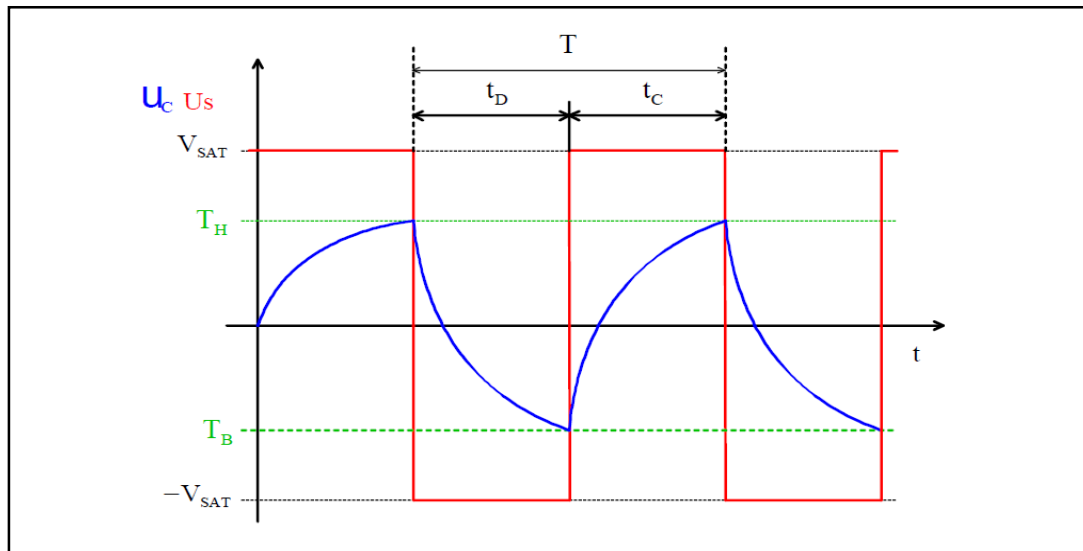 T
t_D t_C
u_C Us
V_SAT
T_H
t
T_B
−V_SAT